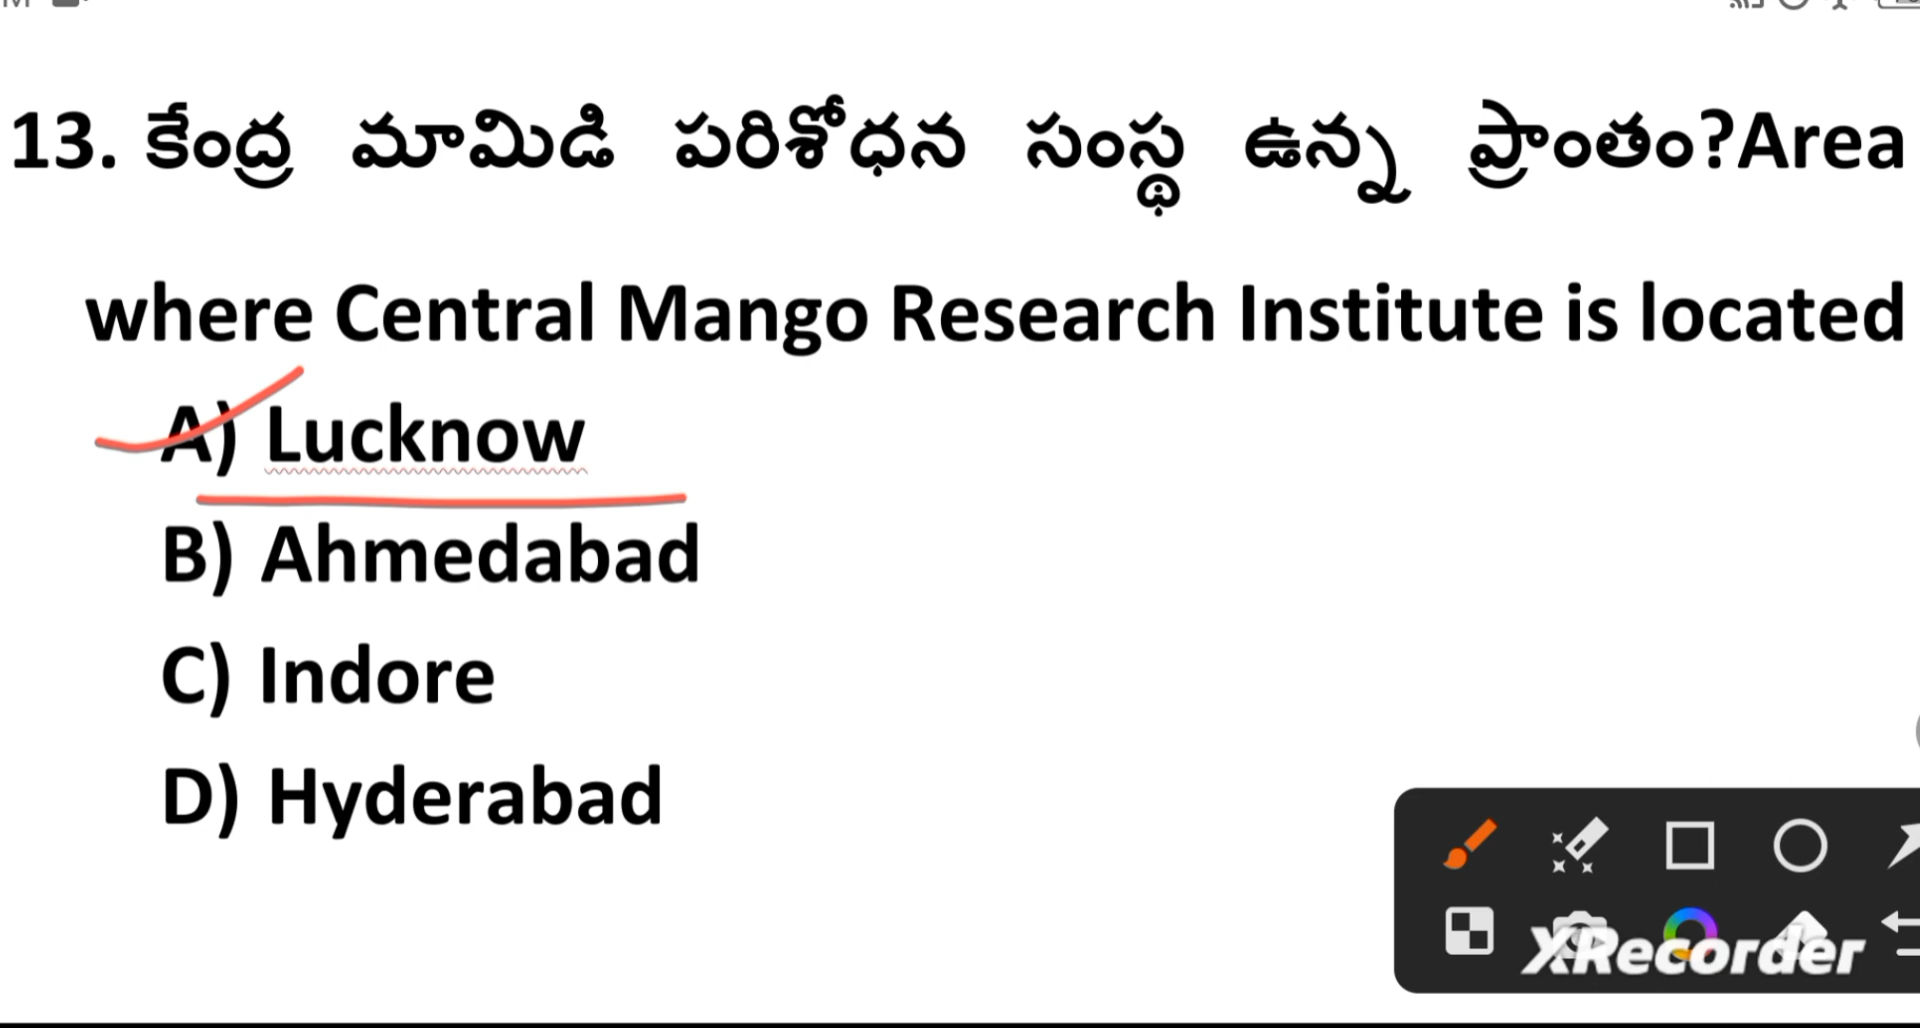 13. కేంద్ర మామిడి పరిశోధన సంస్థ ఉన్న ప్రాంతం?Area
where Central Mango Research Institute is located
A) Lucknow
B) Ahmedabad
C) Indore
D) Hyderabad
XRecorder